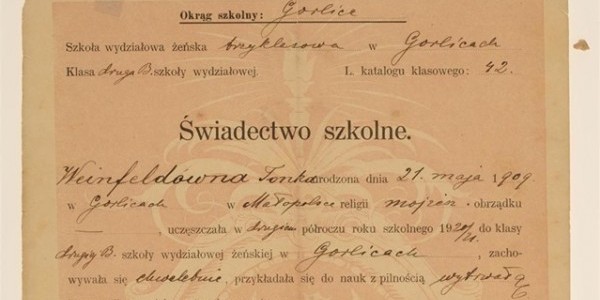 Okrąg szkolny: Gorlice
Szkoła wydziałowa żeńska trzyklasowa w Gorlicach
Klasa druga B. szkoły wydziałowej. L. katalogu klasowego: 42.
Świadectwo szkolne.
Weinfeldówna Tonka urodzona dnia 21. maja 1909
w Gorlicach w Małopolsce religii mojżesz. obrządku
—, uczęszczała w drugiem półroczu roku szkolnego 1920/21. do klasy
drugiej B. szkoły wydziałowej żeńskiej w Gorlicach, zacho-
wywała się chwalebnie, przykładała się do nauk z pilnością wytrwałą